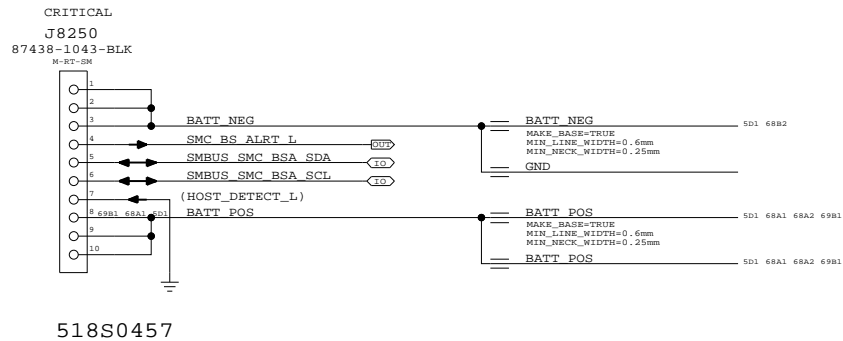 CRITICAL
J8250
87438-1043-BLK
M-RT-SM
1
2
3 BATT_NEG BATT_NEG 5D1 68B2
MAKE_BASE=TRUE
MIN_LINE_WIDTH=0.6mm
MIN_NECK_WIDTH=0.25mm
4 SMC_BS_ALRT_L OUT
5 SMBUS_SMC_BSA_SDA IO
GND
6 SMBUS_SMC_BSA_SCL IO
7 (HOST_DETECT_L)
8 69B1 68A1 5D1 BATT_POS BATT_POS 5D1 68A1 68A2 69B1
MAKE_BASE=TRUE
MIN_LINE_WIDTH=0.6mm
MIN_NECK_WIDTH=0.25mm
9
10
BATT_POS 5D1 68A1 68A2 69B1
518S0457